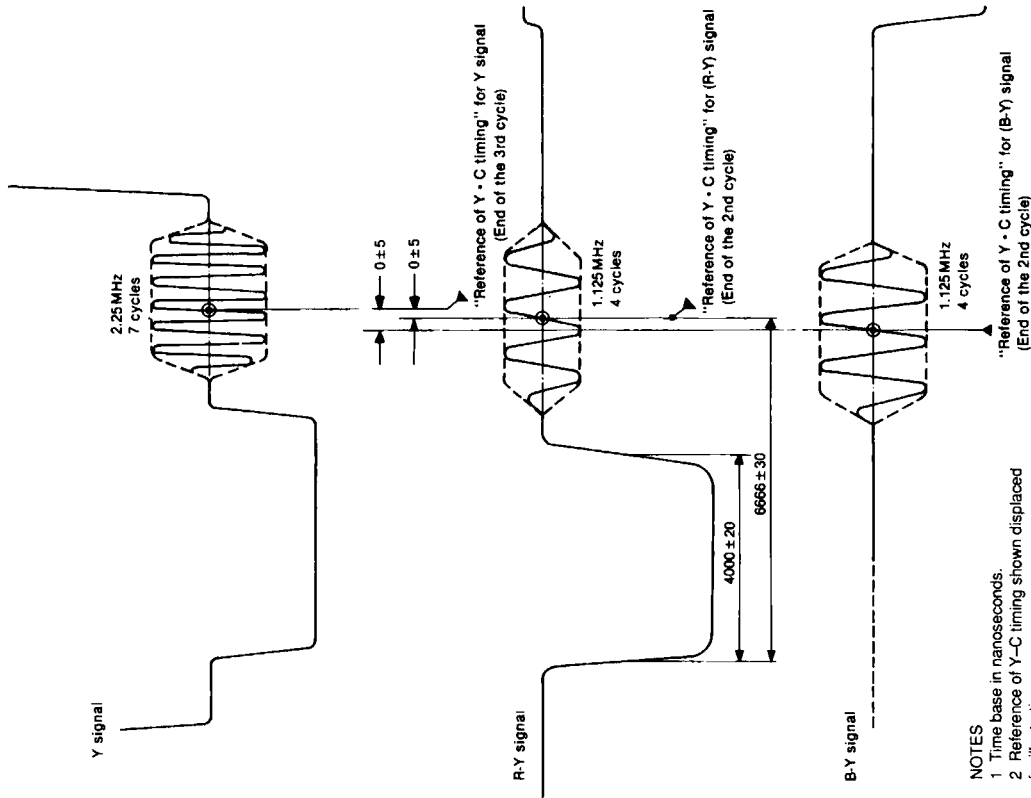 Y signal
2.25 MHz
7 cycles
0 ± 5
0 ± 5
"Reference of Y • C timing" for Y signal
(End of the 3rd cycle)
R-Y signal
1.125 MHz
4 cycles
4000 ± 20
6666 ± 30
"Reference of Y • C timing" for (R-Y) signal
(End of the 2nd cycle)
B-Y signal
1.125 MHz
4 cycles
"Reference of Y • C timing" for (B-Y) signal
(End of the 2nd cycle)
NOTES
1 Time base in nanoseconds.
2 Reference of Y–C timing shown displaced